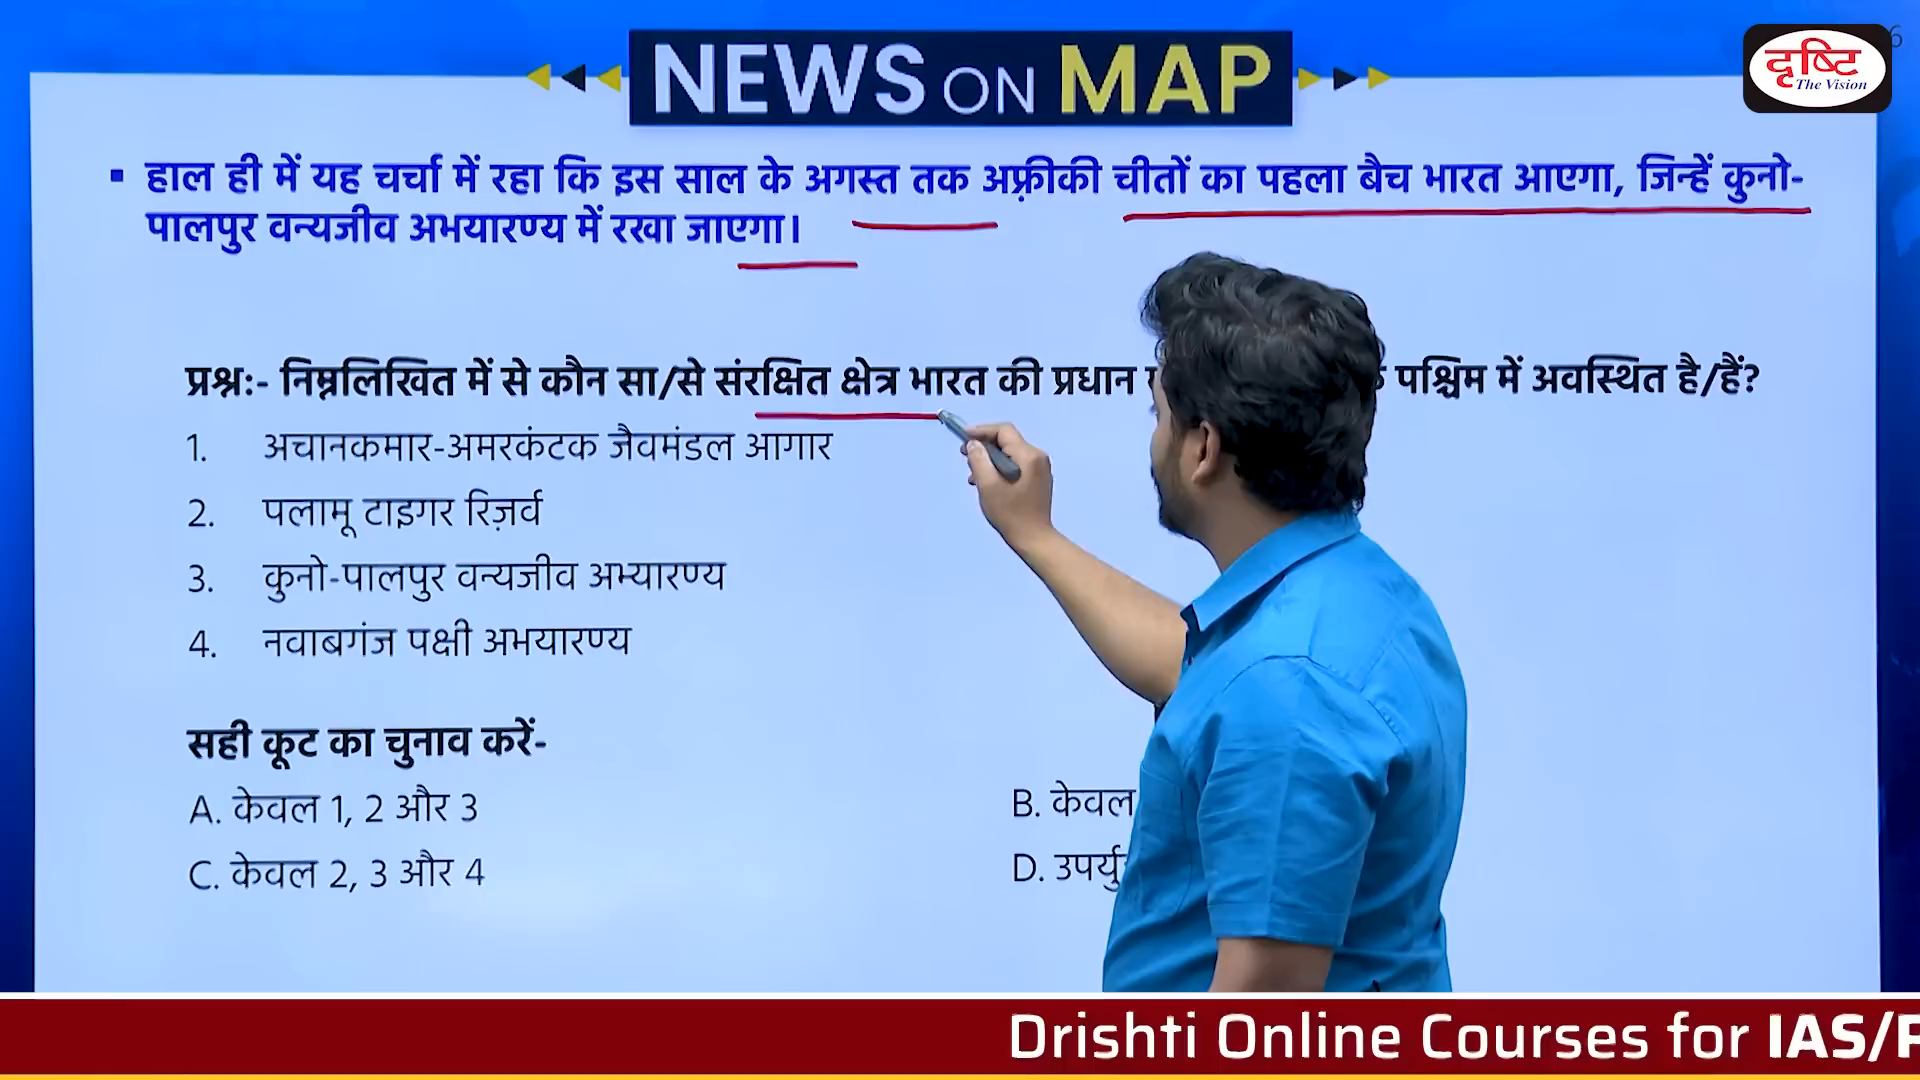 NEWS ON MAP
दृष्टि
The Vision
6
▪ हाल ही में यह चर्चा में रहा कि इस साल के अगस्त तक अफ़्रीकी चीतों का पहला बैच भारत आएगा, जिन्हें कुनो-
पालपुर वन्यजीव अभयारण्य में रखा जाएगा।
प्रश्न:- निम्नलिखित में से कौन सा/से संरक्षित क्षेत्र भारत की प्रधान पश्चिम में अवस्थित है/हैं?
1. अचानकमार-अमरकंटक जैवमंडल आगार
2. पलामू टाइगर रिज़र्व
3. कुनो-पालपुर वन्यजीव अभ्यारण्य
4. नवाबगंज पक्षी अभयारण्य
सही कूट का चुनाव करें-
A. केवल 1, 2 और 3
B. केवल
C. केवल 2, 3 और 4
D.
Drishti Online Courses for IAS/